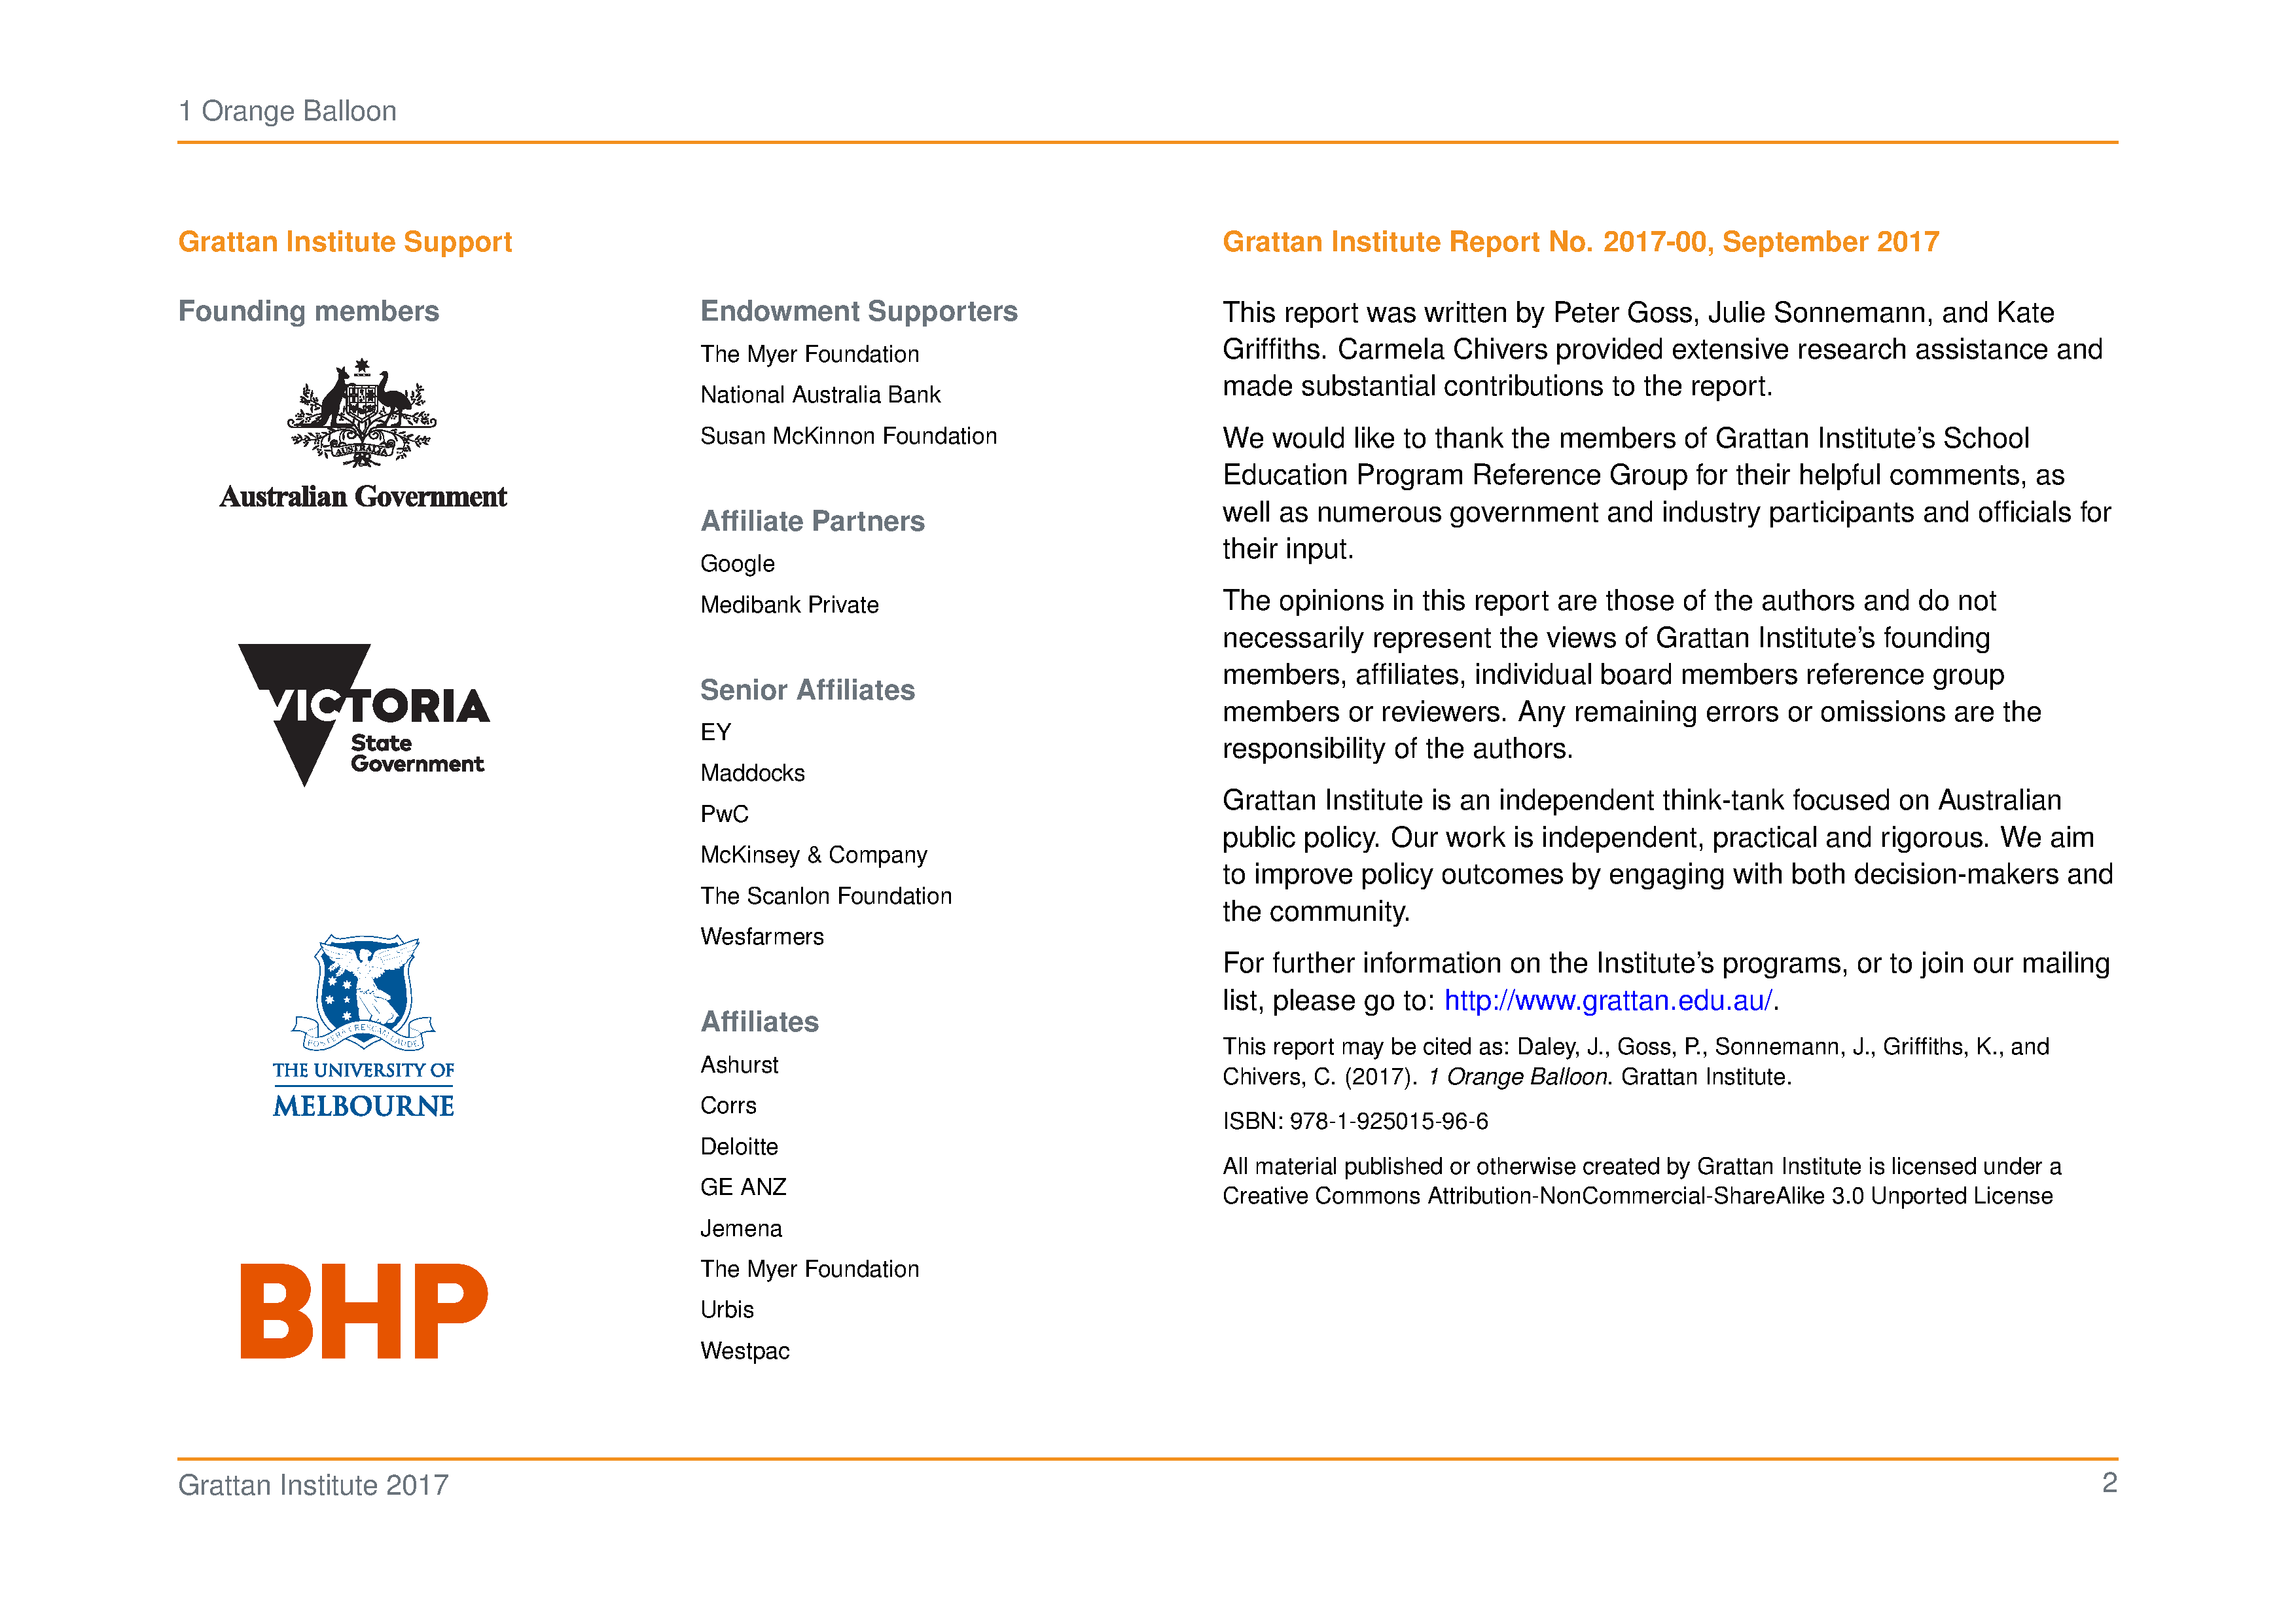 1 Orange Balloon
Grattan Institute Support
Founding members
AUSTRALIA
Australian Government
VICTORIA
State
Government
POSTERA CRESCAM LAUDE
THE UNIVERSITY OF
MELBOURNE
BHP
Endowment Supporters
The Myer Foundation
National Australia Bank
Susan McKinnon Foundation
Affiliate Partners
Google
Medibank Private
Senior Affiliates
EY
Maddocks
PwC
McKinsey & Company
The Scanlon Foundation
Wesfarmers
Affiliates
Ashurst
Corrs
Deloitte
GE ANZ
Jemena
The Myer Foundation
Urbis
Westpac
Grattan Institute Report No. 2017-00, September 2017
This report was written by Peter Goss, Julie Sonnemann, and Kate
Griffiths. Carmela Chivers provided extensive research assistance and
made substantial contributions to the report.
We would like to thank the members of Grattan Institute’s School
Education Program Reference Group for their helpful comments, as
well as numerous government and industry participants and officials for
their input.
The opinions in this report are those of the authors and do not
necessarily represent the views of Grattan Institute’s founding
members, affiliates, individual board members reference group
members or reviewers. Any remaining errors or omissions are the
responsibility of the authors.
Grattan Institute is an independent think-tank focused on Australian
public policy. Our work is independent, practical and rigorous. We aim
to improve policy outcomes by engaging with both decision-makers and
the community.
For further information on the Institute’s programs, or to join our mailing
list, please go to: http://www.grattan.edu.au/.
This report may be cited as: Daley, J., Goss, P., Sonnemann, J., Griffiths, K., and
Chivers, C. (2017). 1 Orange Balloon. Grattan Institute.
ISBN: 978-1-925015-96-6
All material published or otherwise created by Grattan Institute is licensed under a
Creative Commons Attribution-NonCommercial-ShareAlike 3.0 Unported License
Grattan Institute 2017
2